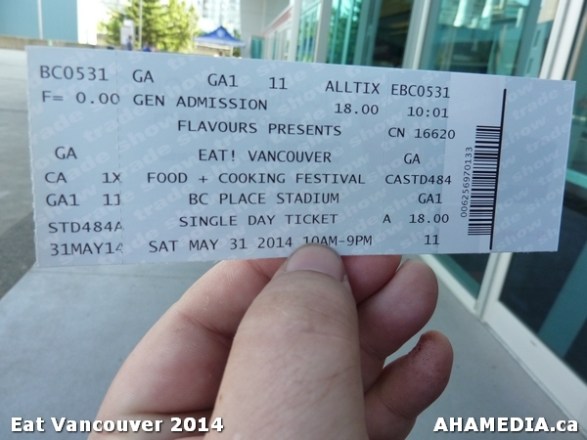 BC0531 GA GA1 11 ALLTIX EBC0531
F= 0.00 GEN ADMISSION 18.00 10:01
FLAVOURS PRESENTS CN 16620
GA EAT! VANCOUVER GA
CA 1X FOOD + COOKING FESTIVAL CASTD484
GA1 11 BC PLACE STADIUM GA1
STD484A SINGLE DAY TICKET A 18.00
31MAY14 SAT MAY 31 2014 10AM-9PM 11
006256970133
Eat Vancouver 2014
AHAMEDIA.ca